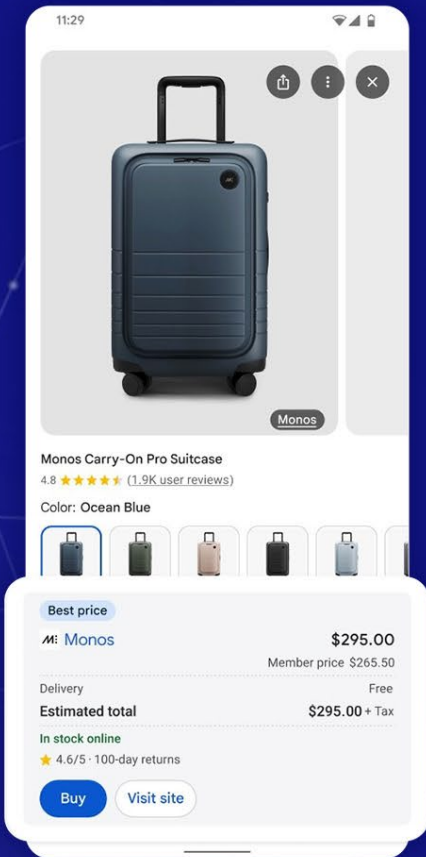 11:29
Monos
Monos Carry-On Pro Suitcase
4.8 (1.9K user reviews)
Color: Ocean Blue
Best price
M: Monos $295.00
Member price $265.50
Delivery Free
Estimated total $295.00 + Tax
In stock online
4.6/5 · 100-day returns
Buy Visit site